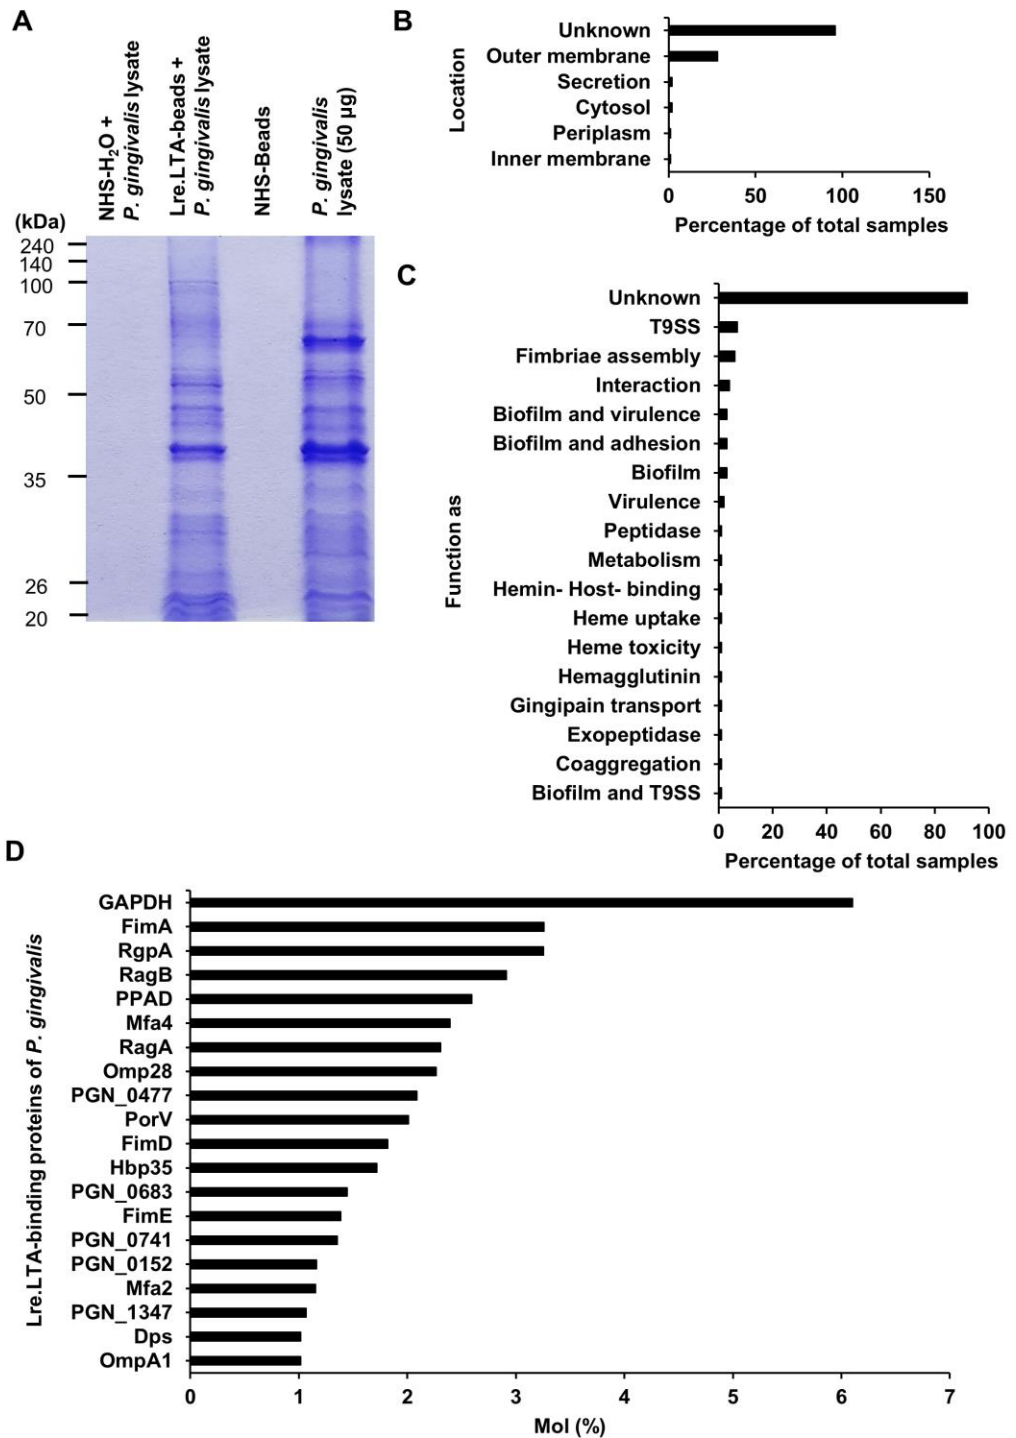 A
NHS-H2O +
P. gingivalis lysate
Lre.LTA-beads +
P. gingivalis lysate
NHS-Beads
P. gingivalis
lysate (50 μg)
(kDa)
240
140
100
70
50
35
26
20
B
Location
Unknown
Outer membrane
Secretion
Cytosol
Periplasm
Inner membrane
0 50 100 150
Percentage of total samples
C
Function as
Unknown
T9SS
Fimbriae assembly
Interaction
Biofilm and virulence
Biofilm and adhesion
Biofilm
Virulence
Peptidase
Metabolism
Hemin- Host- binding
Heme uptake
Heme toxicity
Hemagglutinin
Gingipain transport
Exopeptidase
Coaggregation
Biofilm and T9SS
0 20 40 60 80 100
Percentage of total samples
D
Lre.LTA-binding proteins of P. gingivalis
GAPDH
FimA
RgpA
RagB
PPAD
Mfa4
RagA
Omp28
PGN_0477
PorV
FimD
Hbp35
PGN_0683
FimE
PGN_0741
PGN_0152
Mfa2
PGN_1347
Dps
OmpA1
0 1 2 3 4 5 6 7
Mol (%)